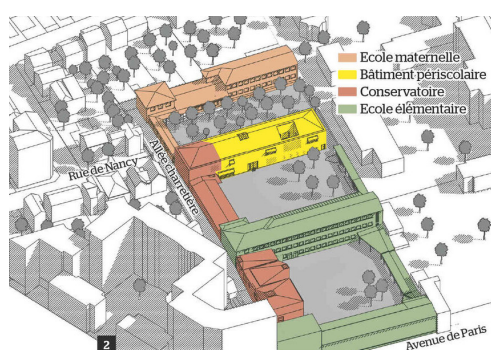 Ecole maternelle
Bâtiment périscolaire
Conservatoire
Ecole élémentaire
Rue de Nancy
Allée charretière
2
Avenue de Paris